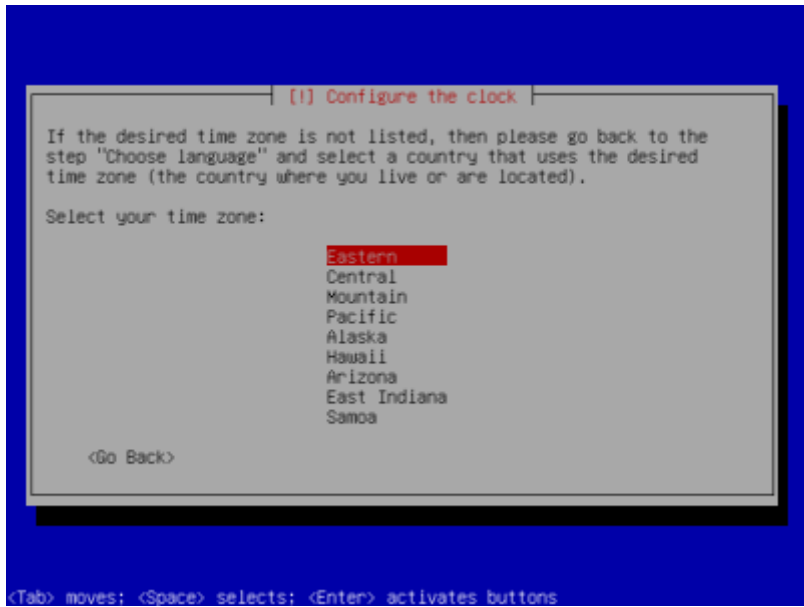 [!] Configure the clock
If the desired time zone is not listed, then please go back to the
step "Choose language" and select a country that uses the desired
time zone (the country where you live or are located).
Select your time zone:
Eastern
Central
Mountain
Pacific
Alaska
Hawaii
Arizona
East Indiana
Samoa
<Go Back>
<Tab> moves; <Space> selects; <Enter> activates buttons